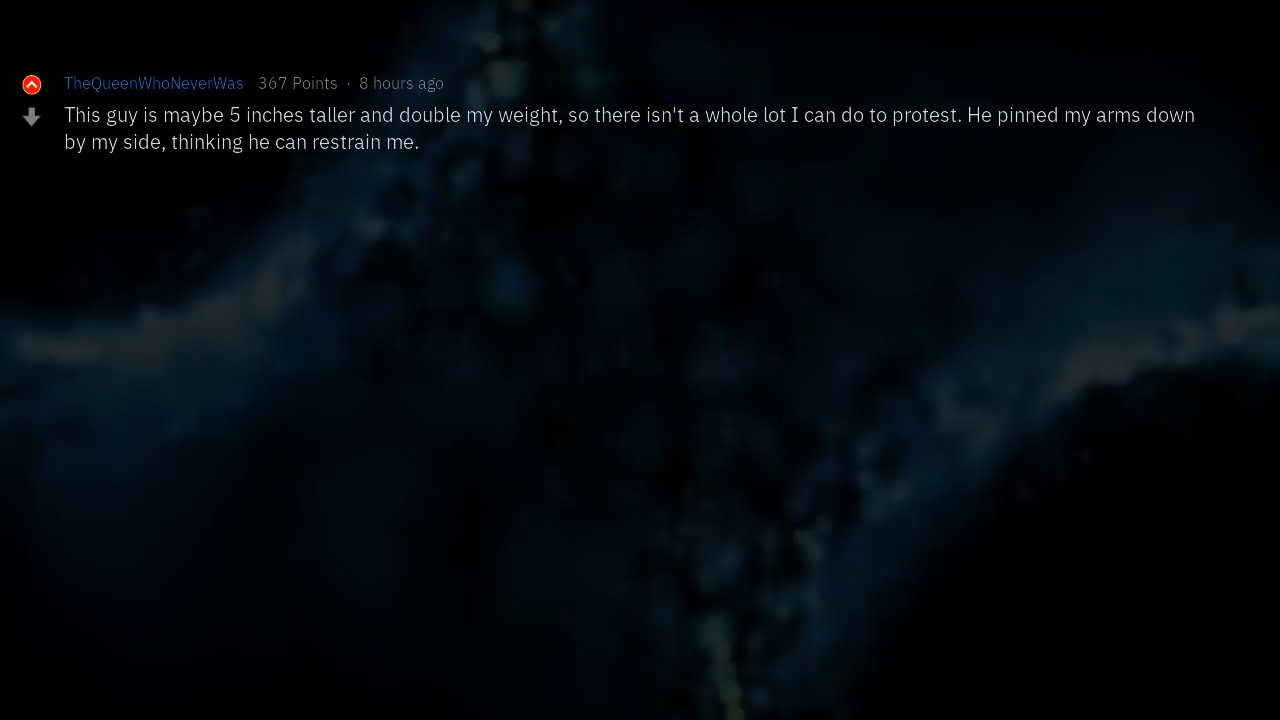 TheQueenWhoNeverWas 367 Points · 8 hours ago
This guy is maybe 5 inches taller and double my weight, so there isn't a whole lot I can do to protest. He pinned my arms down
by my side, thinking he can restrain me.